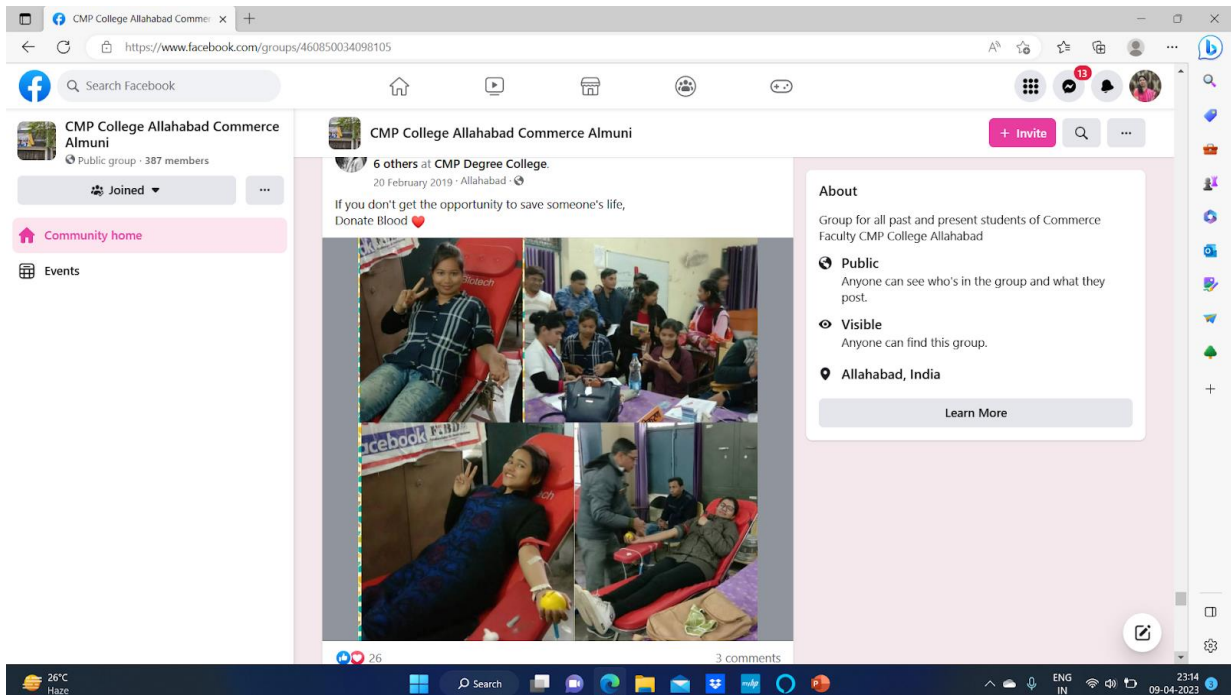 CMP College Allahabad Commer
https://www.facebook.com/groups/460850034098105
Search Facebook
13
CMP College Allahabad Commerce
Almuni
Public group · 387 members
Joined
Community home
Events
CMP College Allahabad Commerce Almuni
+ Invite
6 others at CMP Degree College.
20 February 2019 · Allahabad ·
If you don't get the opportunity to save someone's life,
Donate Blood ❤️
Biotech
facebook
26
3 comments
About
Group for all past and present students of Commerce
Faculty CMP College Allahabad
Public
Anyone can see who's in the group and what they
post.
Visible
Anyone can find this group.
Allahabad, India
Learn More
26°C
Haze
Search
ENG
IN
23:14
09-04-2023
3